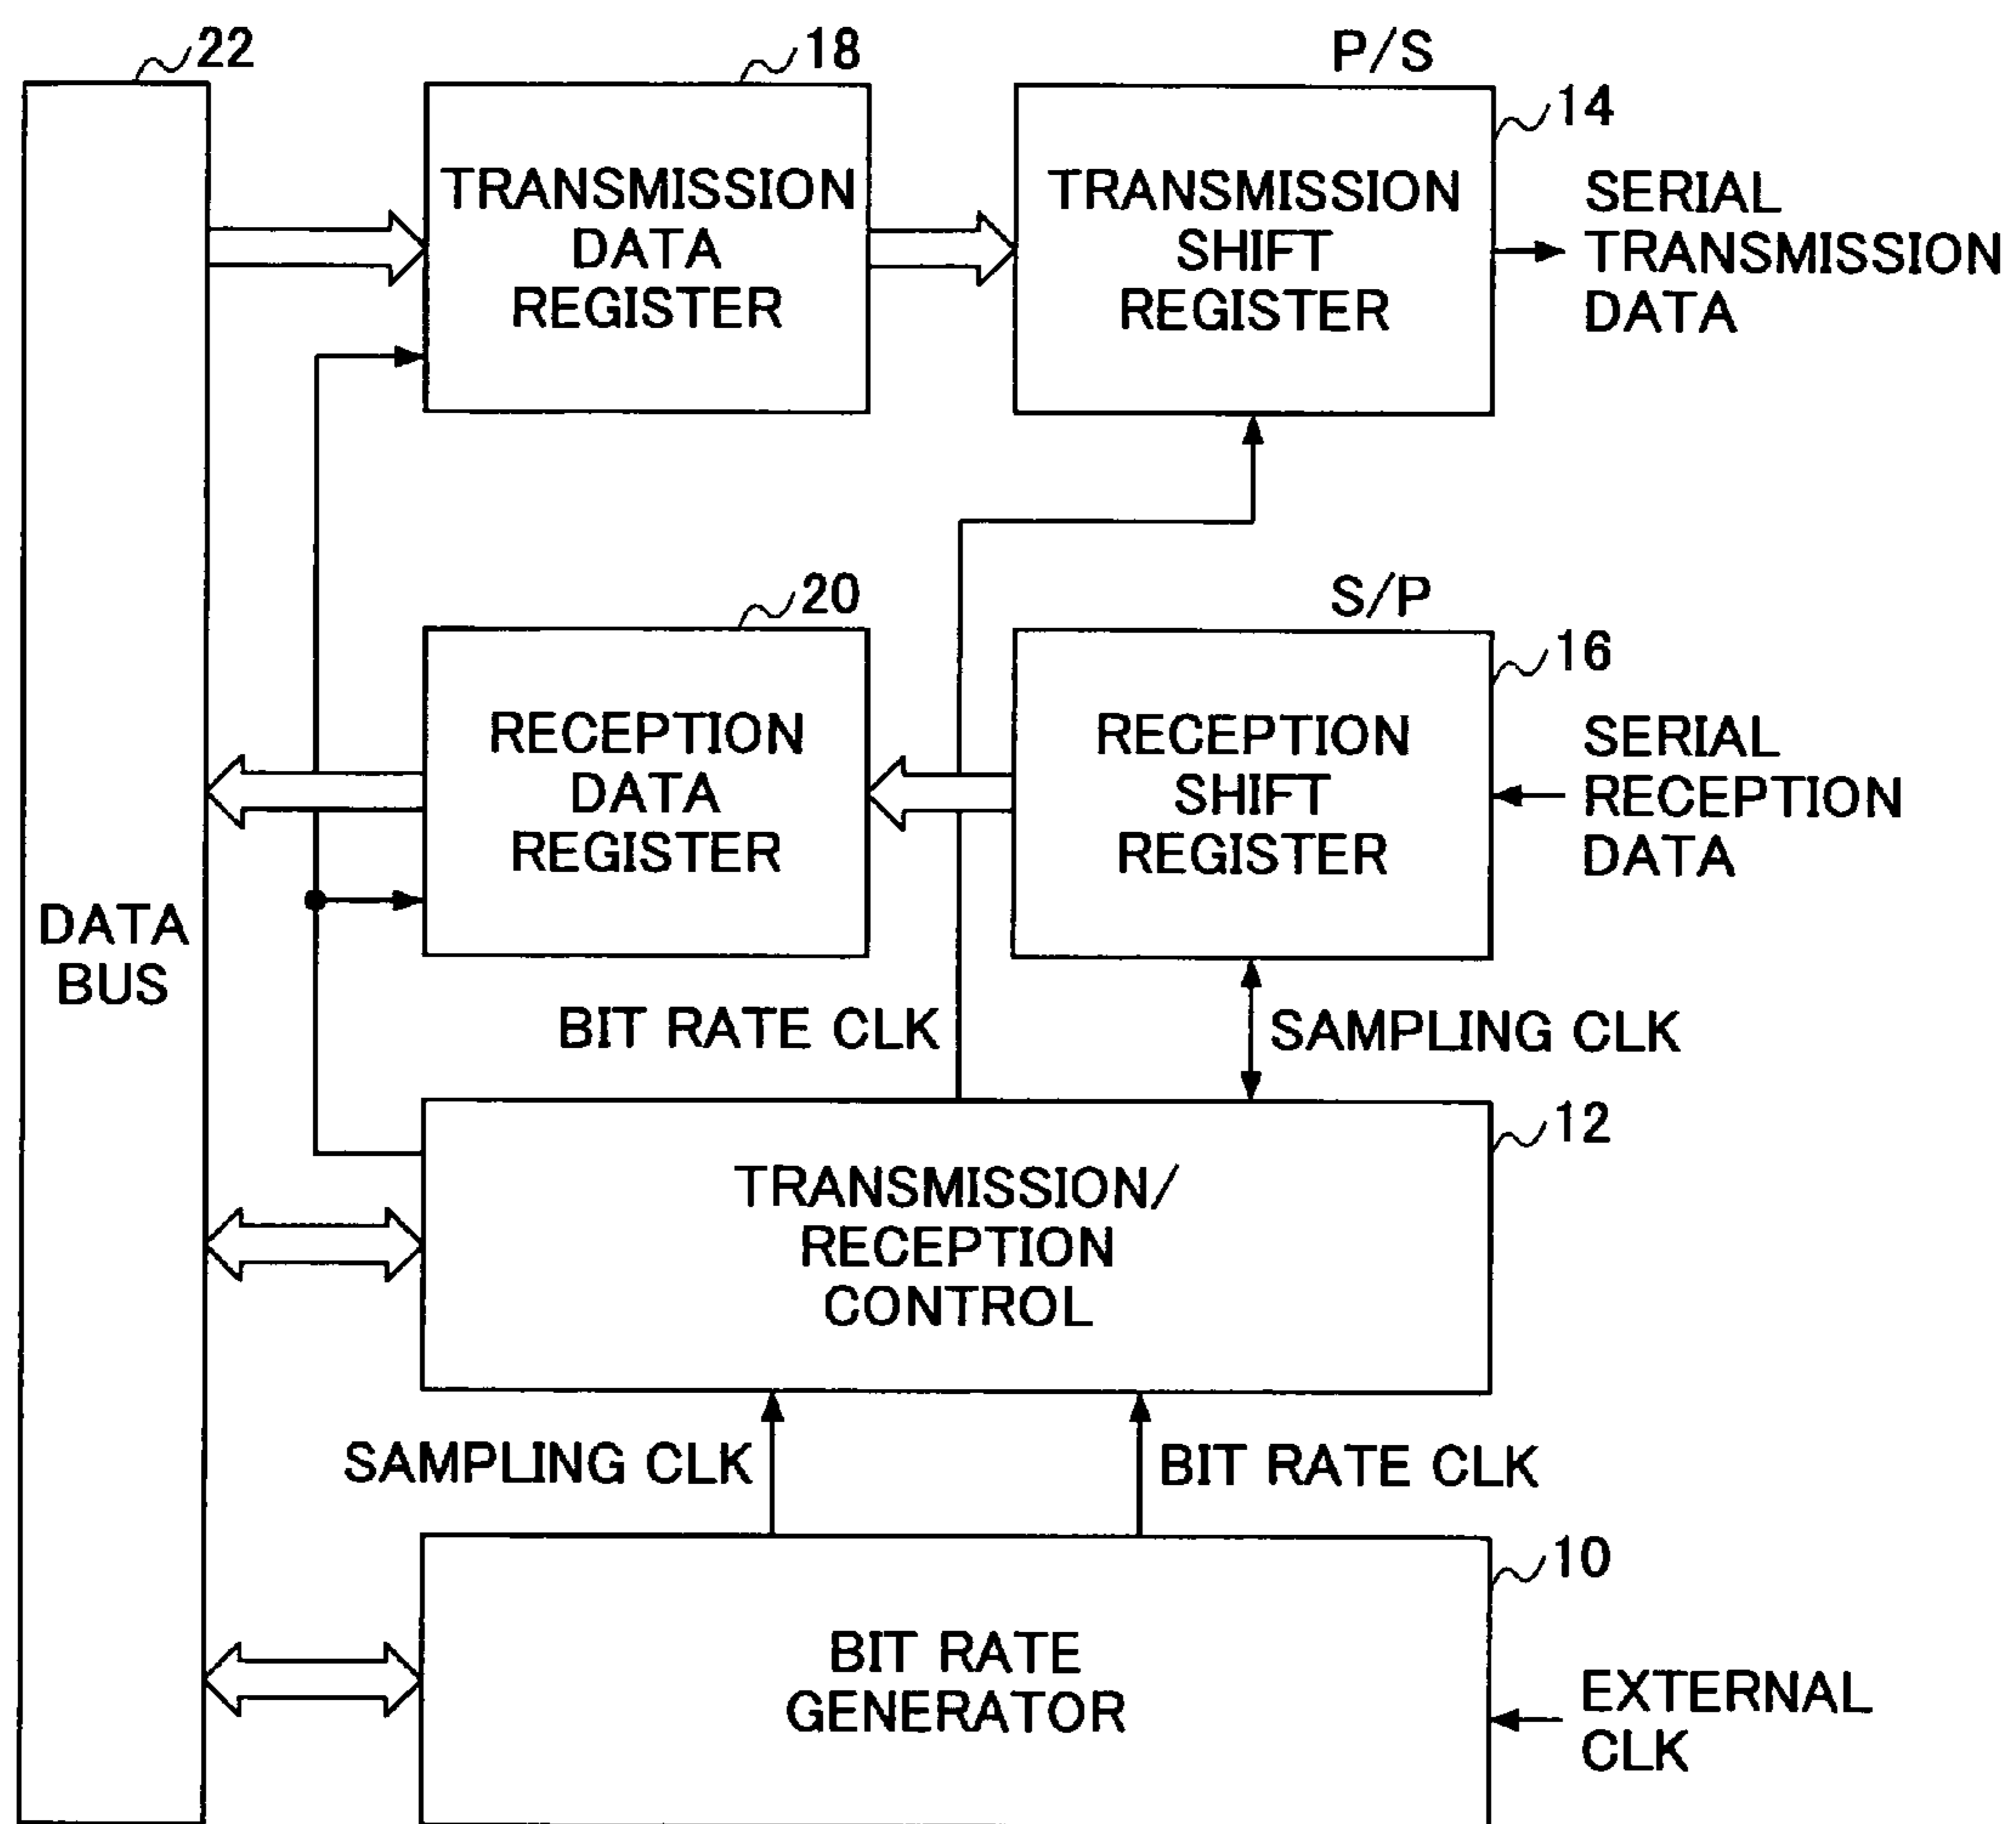 22
18
P/S
14
TRANSMISSION
DATA
REGISTER
TRANSMISSION
SHIFT
REGISTER
SERIAL
TRANSMISSION
DATA
20
S/P
16
RECEPTION
DATA
REGISTER
RECEPTION
SHIFT
REGISTER
SERIAL
RECEPTION
DATA
DATA
BUS
BIT RATE CLK
SAMPLING CLK
12
TRANSMISSION/
RECEPTION
CONTROL
SAMPLING CLK
BIT RATE CLK
10
BIT RATE
GENERATOR
EXTERNAL
CLK